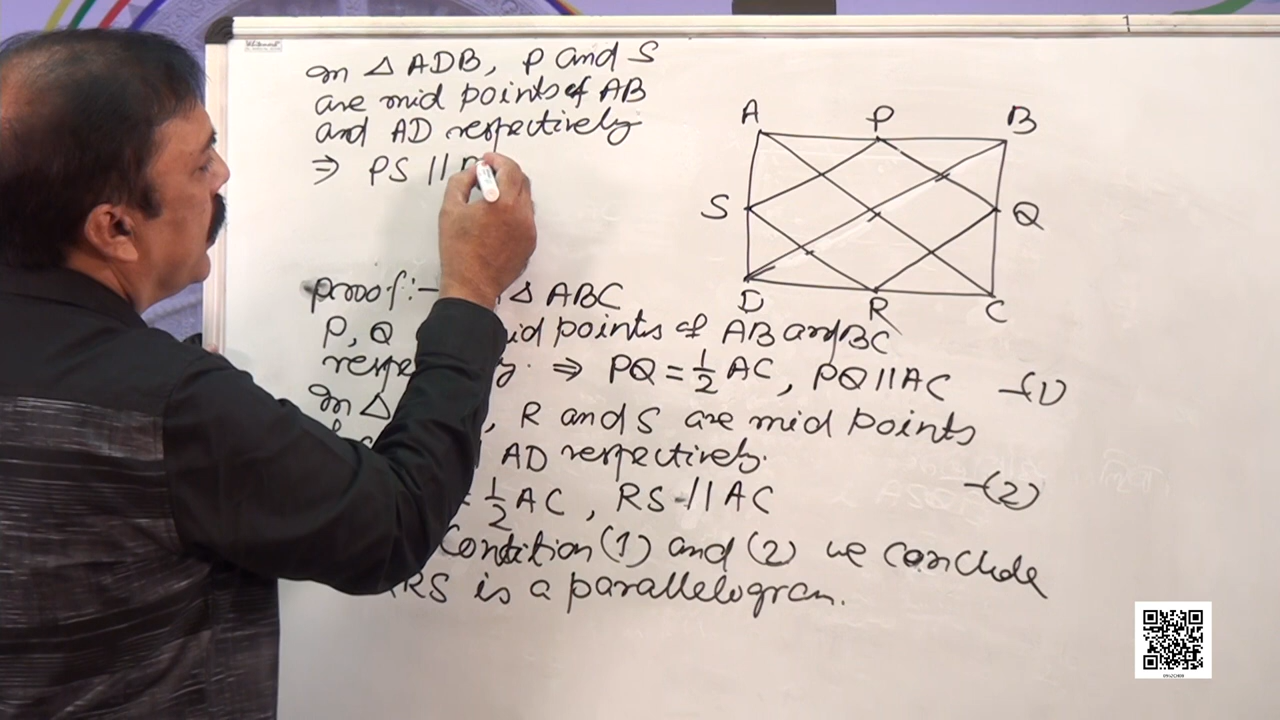 In △ ADB, P and S
are mid points of AB
and AD respectively
⇒ PS //
A P B
S Q
D R C
proof:- △ ABC
P, Q mid points of AB and BC
⇒ PQ = 1/2 AC, PQ // AC -(1)
In △ , R and S are mid points
AD respectively.
1/2 AC, RS // AC -(2)
Condition (1) and (2) we conclude
RS is a parallelogram.